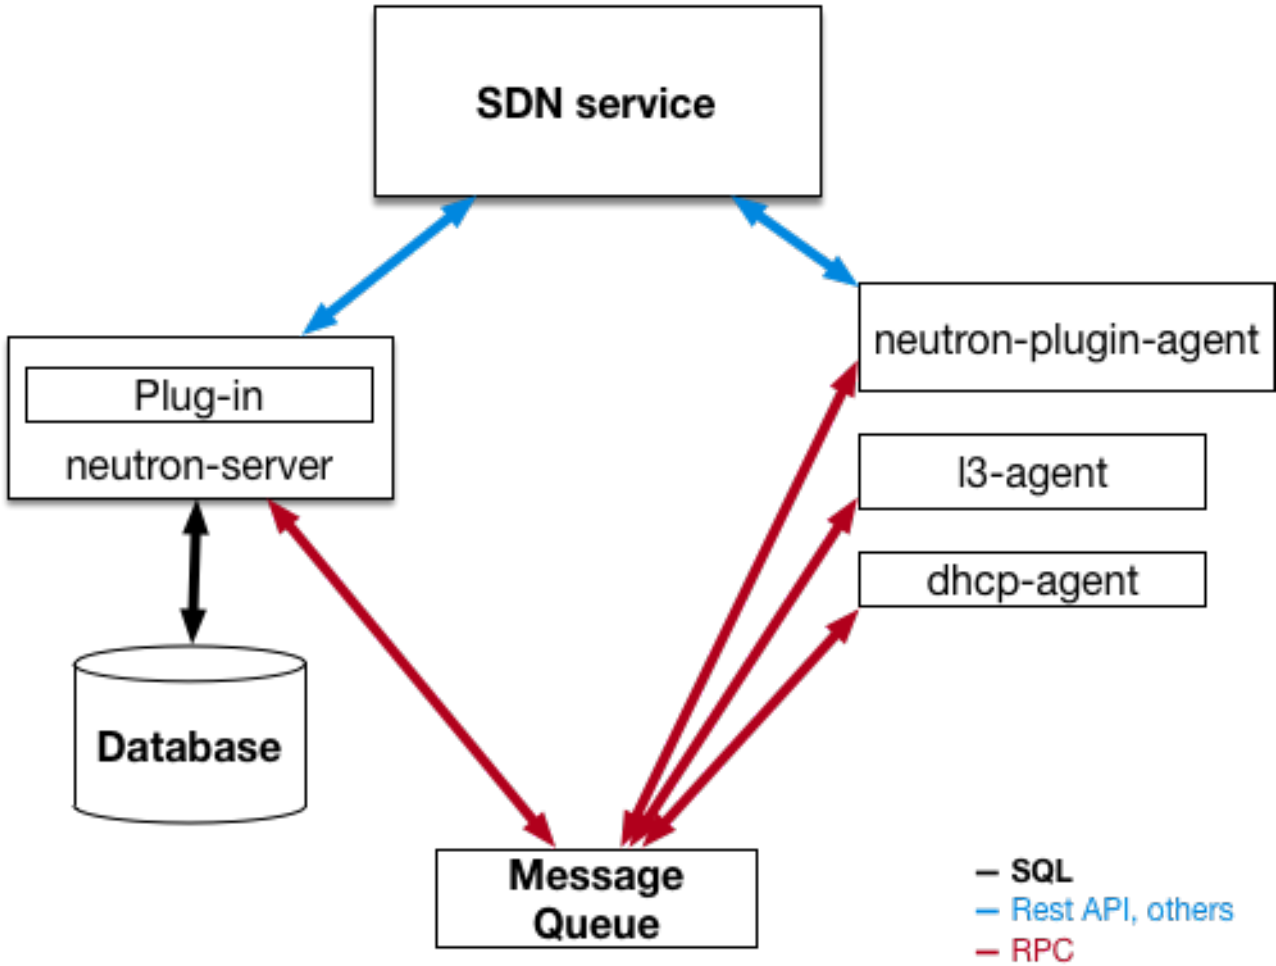 SDN service
neutron-plugin-agent
Plug-in
neutron-server
l3-agent
dhcp-agent
Database
Message
Queue
SQL
Rest API, others
RPC